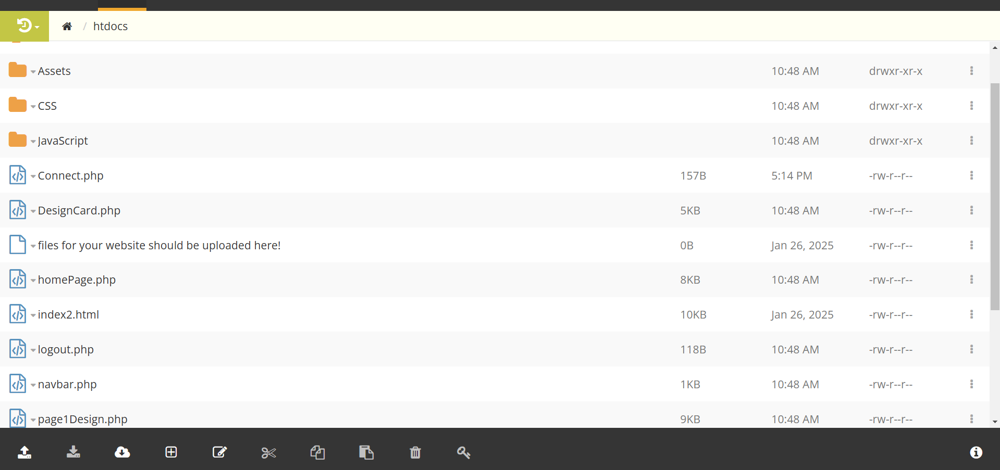 / htdocs
Assets 10:48 AM drwxr-xr-x
CSS 10:48 AM drwxr-xr-x
JavaScript 10:48 AM drwxr-xr-x
Connect.php 157B 5:14 PM -rw-r--r--
DesignCard.php 5KB 10:48 AM -rw-r--r--
files for your website should be uploaded here! 0B Jan 26, 2025 -rw-r--r--
homePage.php 8KB 10:48 AM -rw-r--r--
index2.html 10KB Jan 26, 2025 -rw-r--r--
logout.php 118B 10:48 AM -rw-r--r--
navbar.php 1KB 10:48 AM -rw-r--r--
page1Design.php 9KB 10:48 AM -rw-r--r--